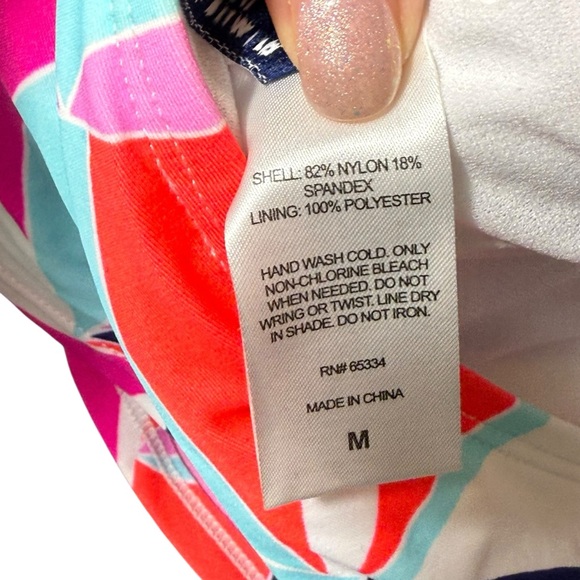 SHELL: 82% NYLON 18%
SPANDEX
LINING: 100% POLYESTER
HAND WASH COLD. ONLY
NON-CHLORINE BLEACH
WHEN NEEDED. DO NOT
WRING OR TWIST. LINE DRY
IN SHADE. DO NOT IRON.
RN# 65334
MADE IN CHINA
M